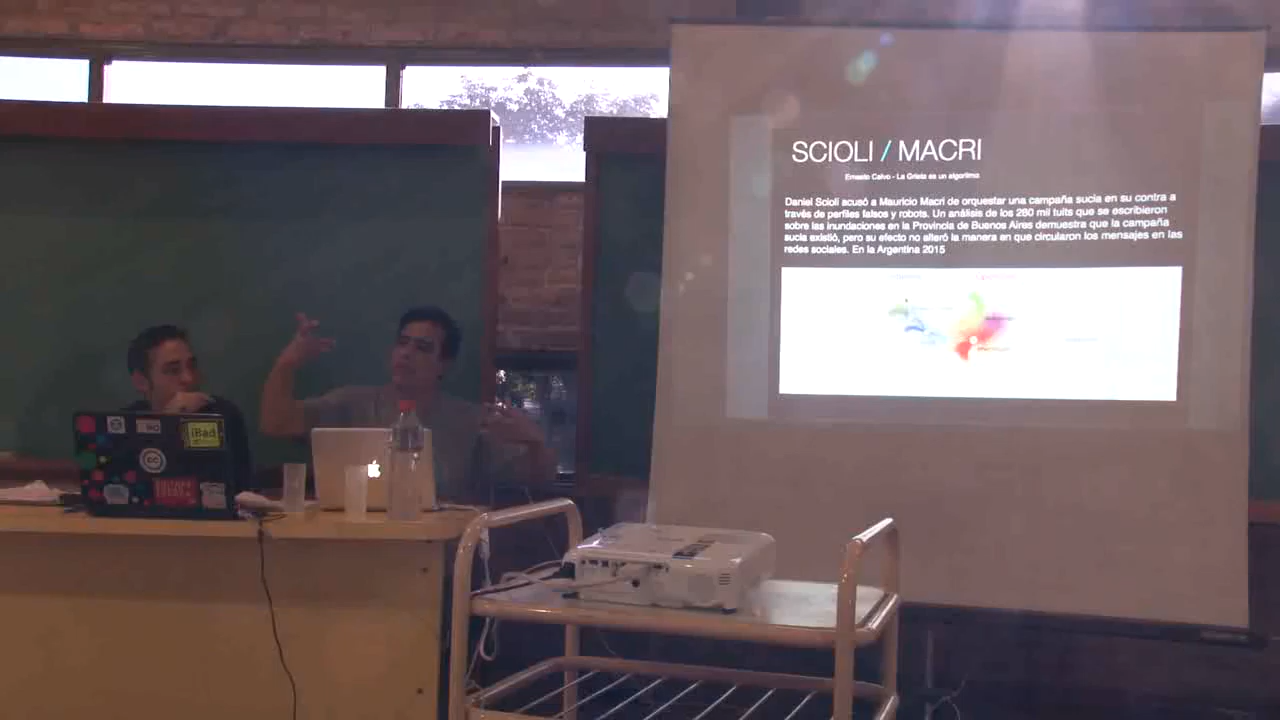 SCIOLI / MACRI
Ernesto Calvo - La Grieta es un algoritmo
Daniel Scioli acusó a Mauricio Macri de orquestar una campaña sucia en su contra a
través de perfiles falsos y robots. Un análisis de los 280 mil tuits que se escribieron
sobre las inundaciones en la Provincia de Buenos Aires demuestra que la campaña
sucia existió, pero su efecto no alteró la manera en que circularon los mensajes en las
redes sociales. En la Argentina 2015
iBad
cc